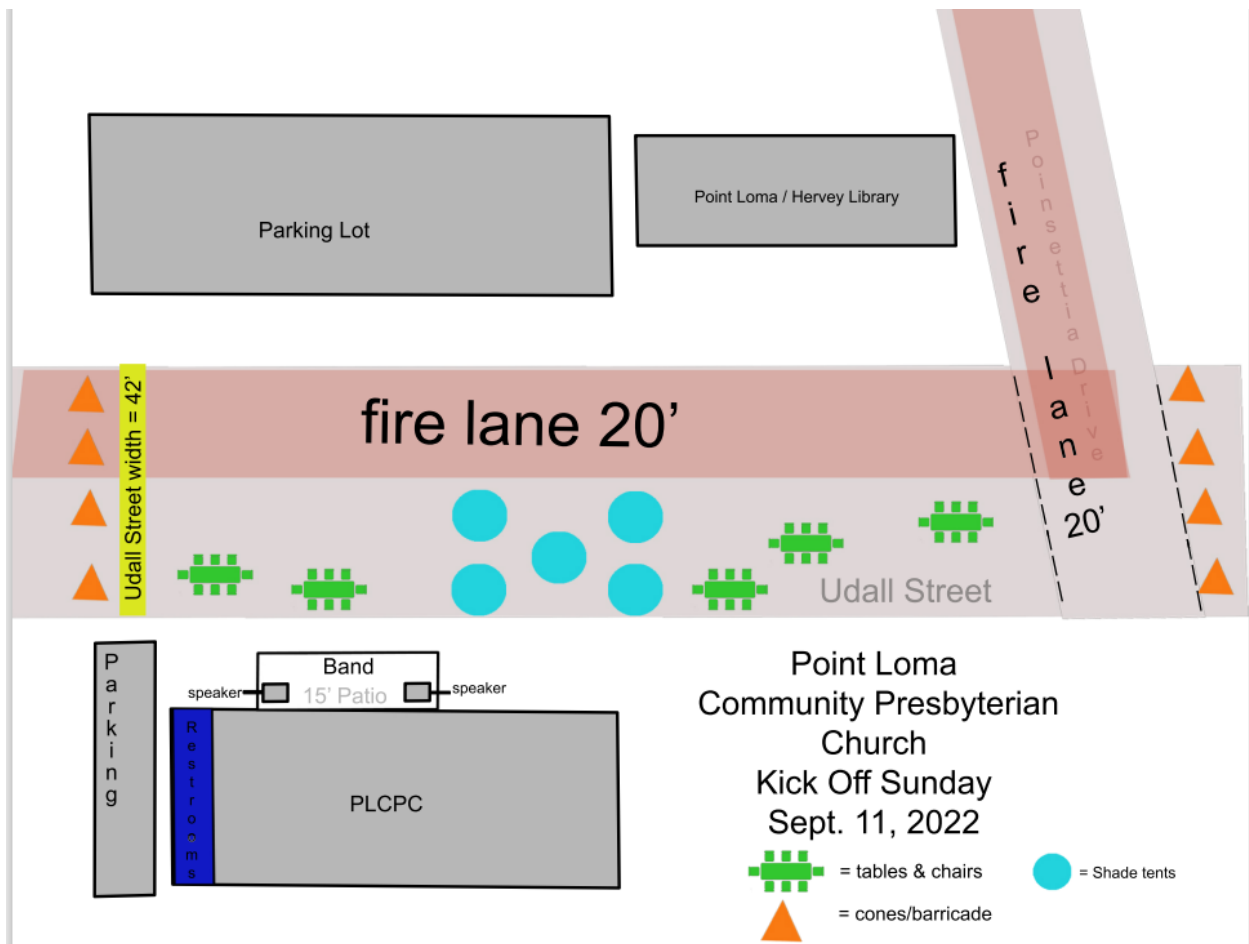 Parking Lot
Point Loma / Hervey Library
Poinsettia Drive
fire lane 20’
Udall Street width = 42’
fire lane 20’
Udall Street
Parking
speaker
Band
15’ Patio
speaker
Restrooms
PLCPC
Point Loma
Community Presbyterian
Church
Kick Off Sunday
Sept. 11, 2022
= tables & chairs
= Shade tents
= cones/barricade